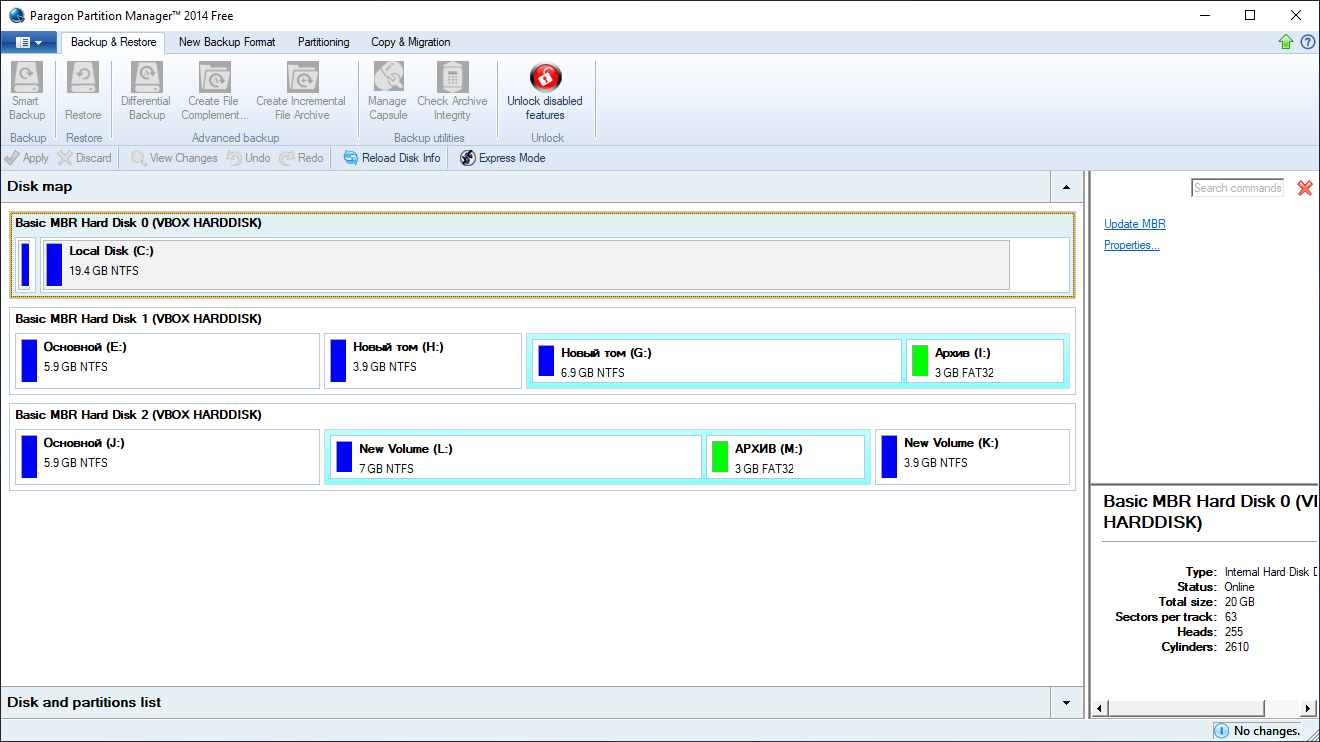 Paragon Partition Manager™ 2014 Free
Backup & Restore
New Backup Format
Partitioning
Copy & Migration
Smart
Backup
Restore
Differential
Backup
Create File
Complement...
Create Incremental
File Archive
Manage
Capsule
Check Archive
Integrity
Unlock disabled
features
Backup
Restore
Advanced backup
Backup utilities
Unlock
Apply
Discard
View Changes
Undo
Redo
Reload Disk Info
Express Mode
Disk map
Basic MBR Hard Disk 0 (VBOX HARDDISK)
Local Disk (C:)
19.4 GB NTFS
Basic MBR Hard Disk 1 (VBOX HARDDISK)
Основной (E:)
5.9 GB NTFS
Новый том (H:)
3.9 GB NTFS
Новый том (G:)
6.9 GB NTFS
Архив (I:)
3 GB FAT32
Basic MBR Hard Disk 2 (VBOX HARDDISK)
Основной (J:)
5.9 GB NTFS
New Volume (L:)
7 GB NTFS
АРХИВ (M:)
3 GB FAT32
New Volume (K:)
3.9 GB NTFS
Disk and partitions list
Search commands
Update MBR
Properties...
Basic MBR Hard Disk 0 (VI
HARDDISK)
Type: Internal Hard Disk D
Status: Online
Total size: 20 GB
Sectors per track: 63
Heads: 255
Cylinders: 2610
No changes.